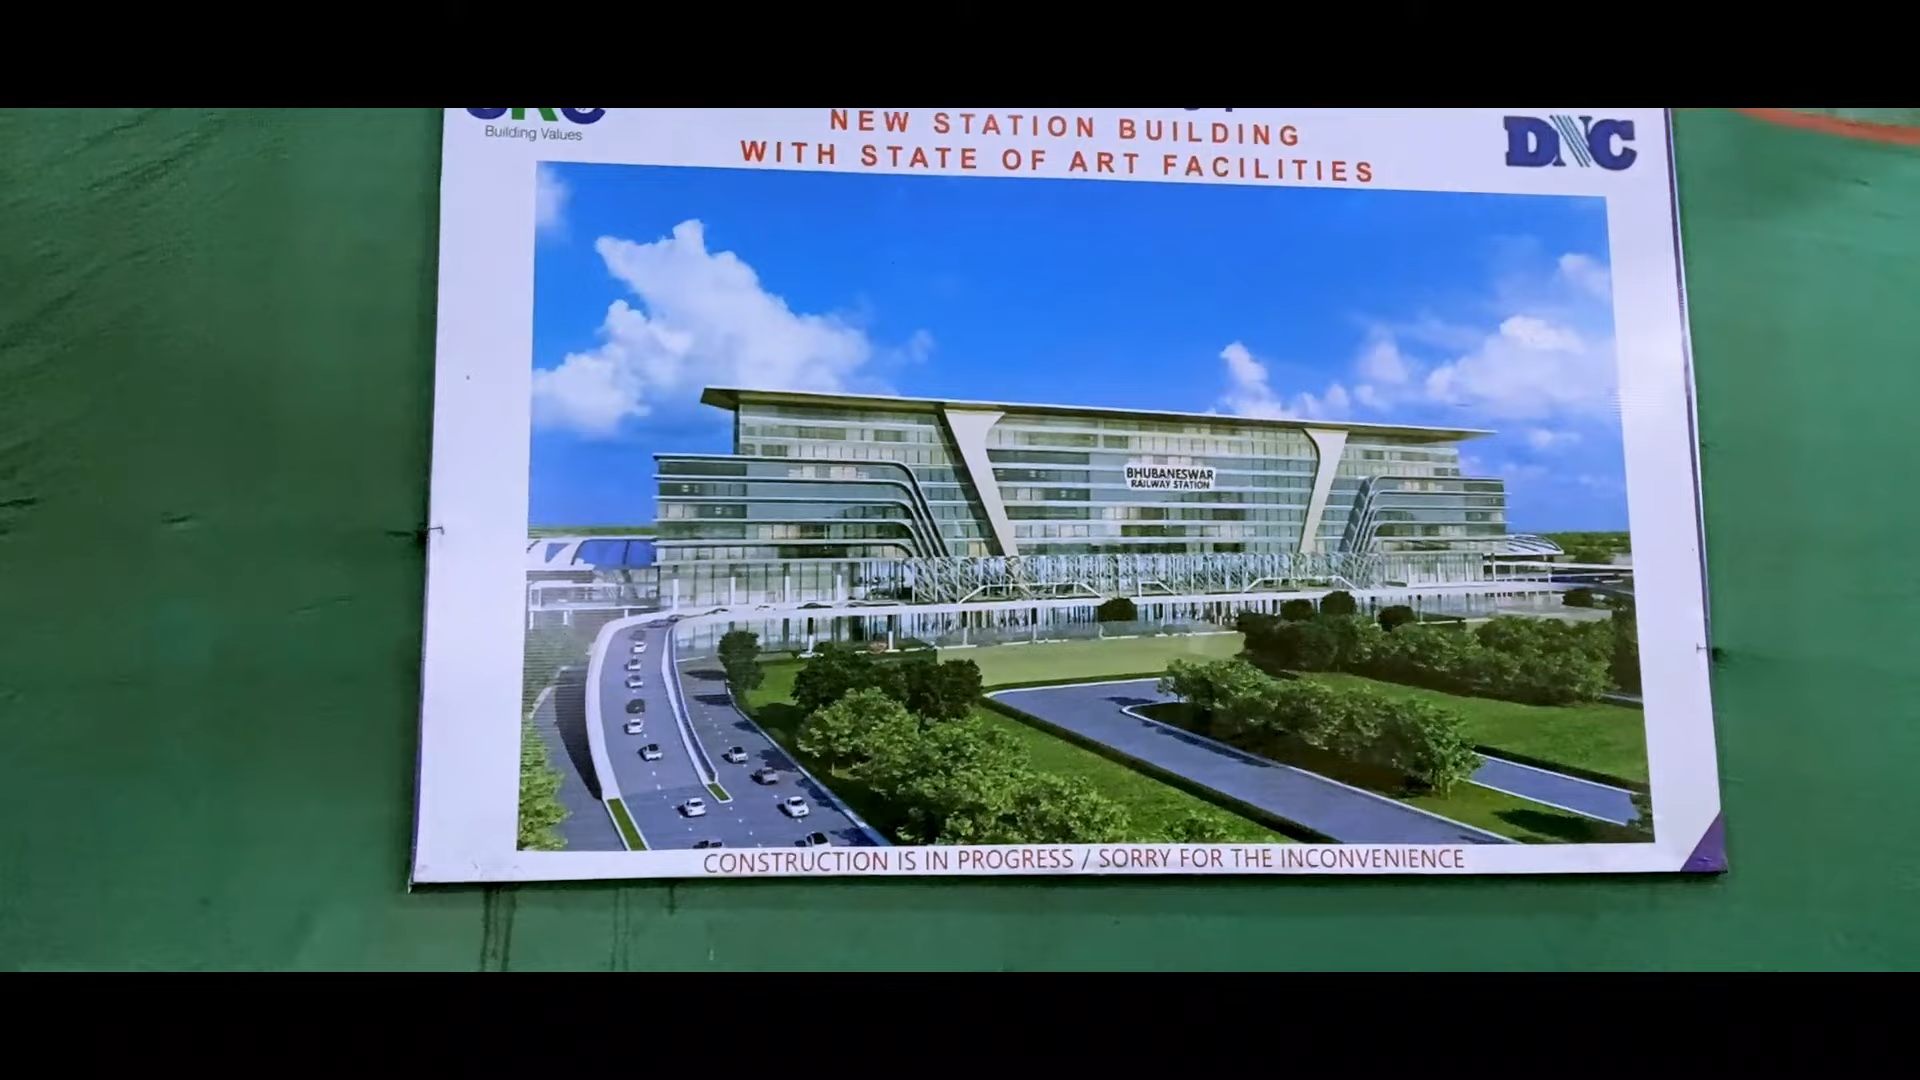 NEW STATION BUILDING
WITH STATE OF ART FACILITIES
Building Values
DNC
BHUBANESWAR
RAILWAY STATION
CONSTRUCTION IS IN PROGRESS / SORRY FOR THE INCONVENIENCE